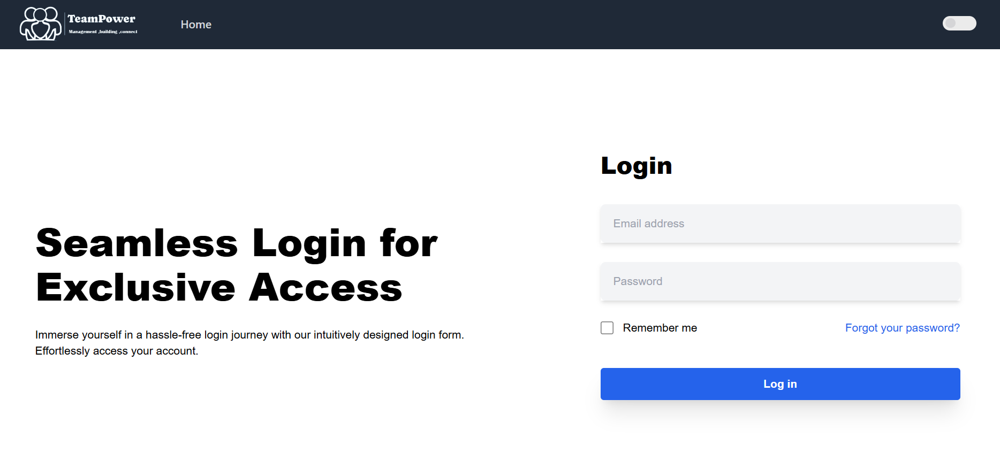 TeamPower
Management ,building ,connect
Home
Login
Email address
Password
Remember me
Forgot your password?
Log in
Seamless Login for
Exclusive Access
Immerse yourself in a hassle-free login journey with our intuitively designed login form.
Effortlessly access your account.